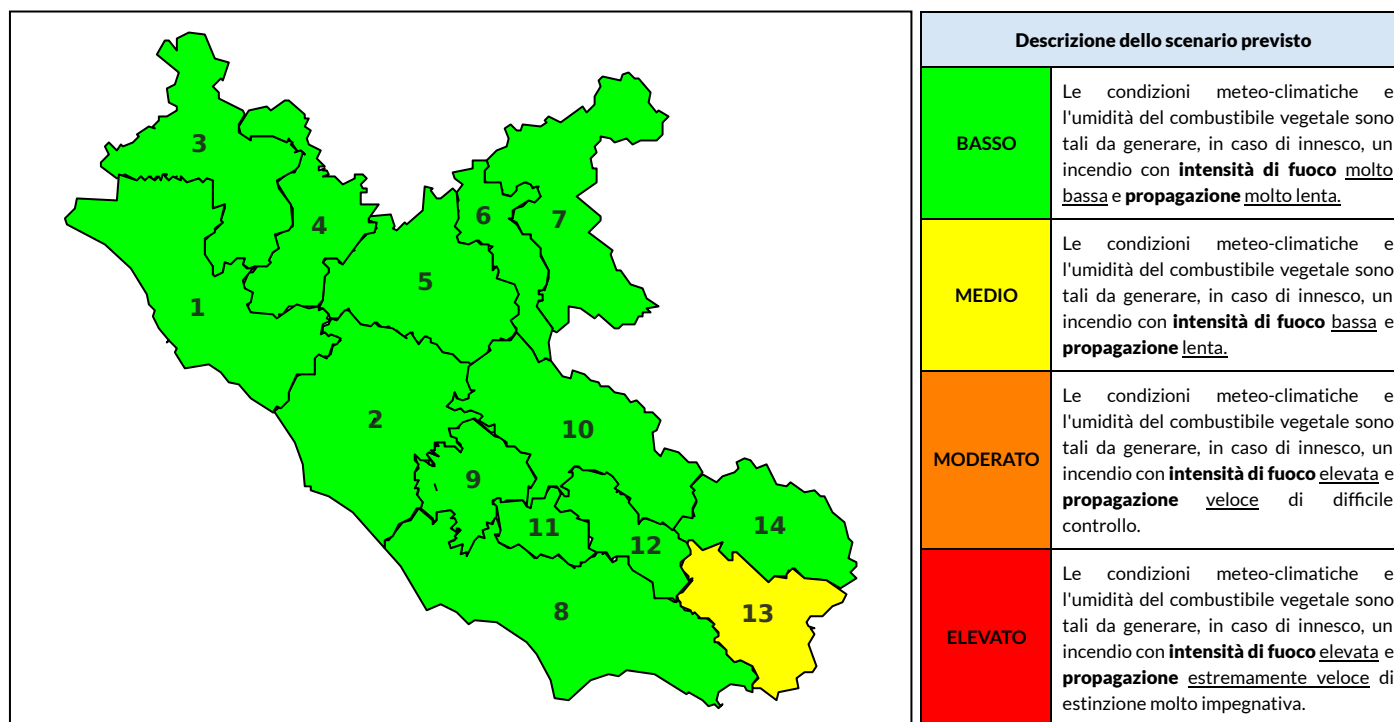 3
4
6
7
5
1
2
10
9
11
12
14
8
13
Descrizione dello scenario previsto
BASSO
Le condizioni meteo-climatiche e
l'umidità del combustibile vegetale sono
tali da generare, in caso di innesco, un
incendio con intensità di fuoco molto
bassa e propagazione molto lenta.
MEDIO
Le condizioni meteo-climatiche e
l'umidità del combustibile vegetale sono
tali da generare, in caso di innesco, un
incendio con intensità di fuoco bassa e
propagazione lenta.
MODERATO
Le condizioni meteo-climatiche e
l'umidità del combustibile vegetale sono
tali da generare, in caso di innesco, un
incendio con intensità di fuoco elevata e
propagazione veloce di difficile
controllo.
ELEVATO
Le condizioni meteo-climatiche e
l'umidità del combustibile vegetale sono
tali da generare, in caso di innesco, un
incendio con intensità di fuoco elevata e
propagazione estremamente veloce di
estinzione molto impegnativa.